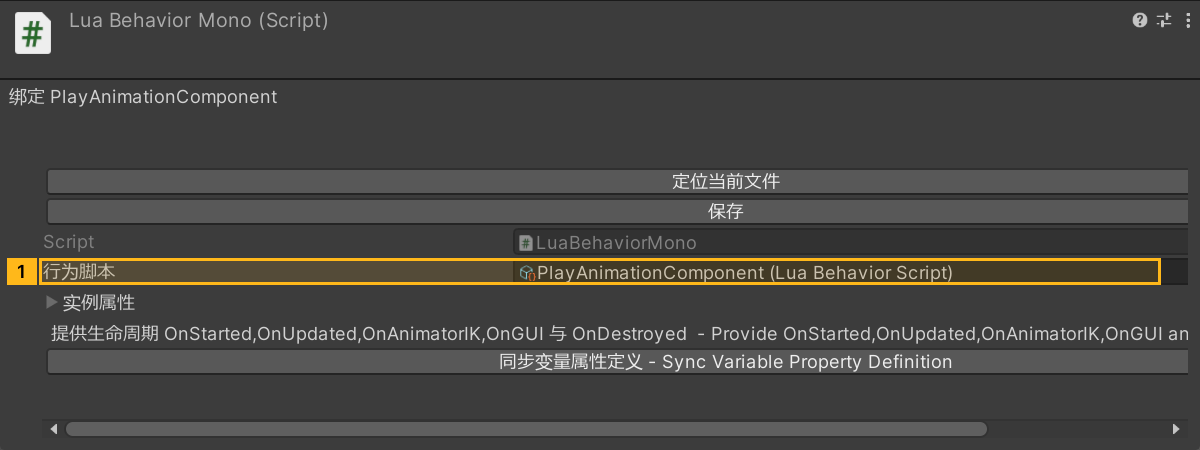 Lua Behavior Mono (Script)
绑定 PlayAnimationComponent
定位当前文件
保存
Script
LuaBehaviorMono
1
行为脚本
PlayAnimationComponent (Lua Behavior Script)
实例属性
提供生命周期 OnStarted,OnUpdated,OnAnimatorIK,OnGUI 与 OnDestroyed - Provide OnStarted,OnUpdated,OnAnimatorIK,OnGUI an
同步变量属性定义 - Sync Variable Property Definition